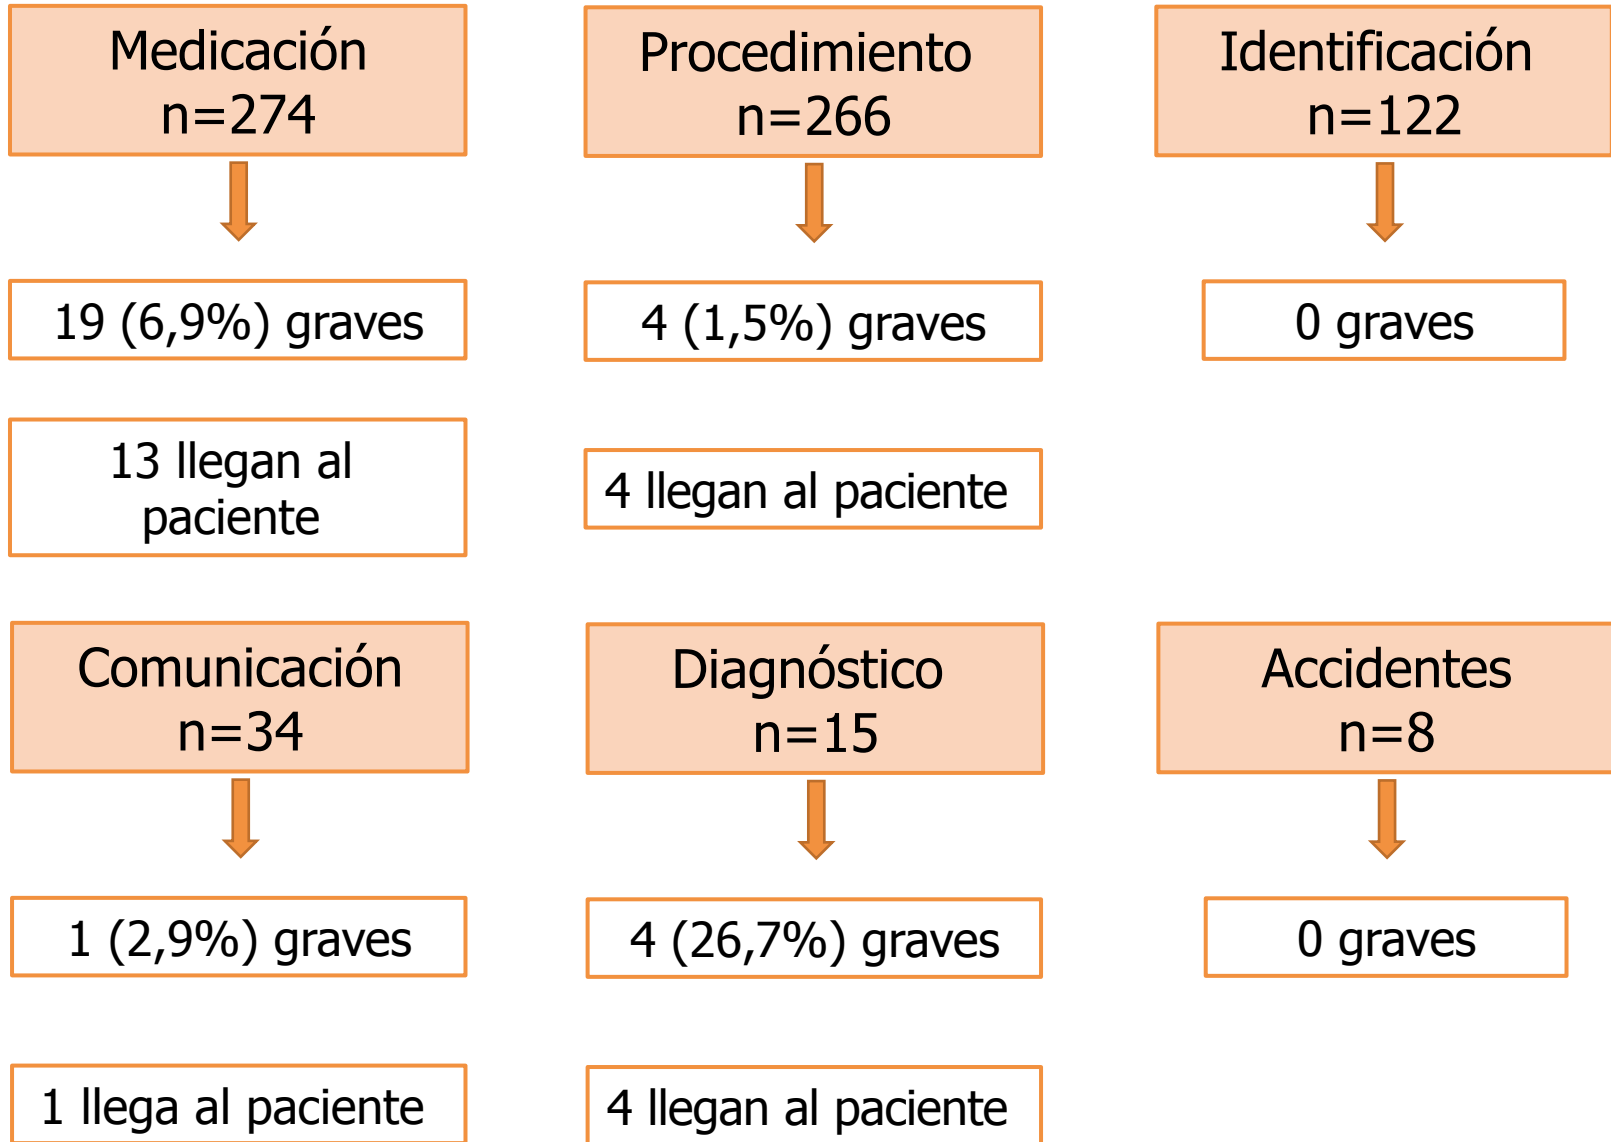 Medicación
n=274
Procedimiento
n=266
Identificación
n=122
19 (6,9%) graves
4 (1,5%) graves
0 graves
13 llegan al
paciente
4 llegan al paciente
Comunicación
n=34
Diagnóstico
n=15
Accidentes
n=8
1 (2,9%) graves
4 (26,7%) graves
0 graves
1 llega al paciente
4 llegan al paciente